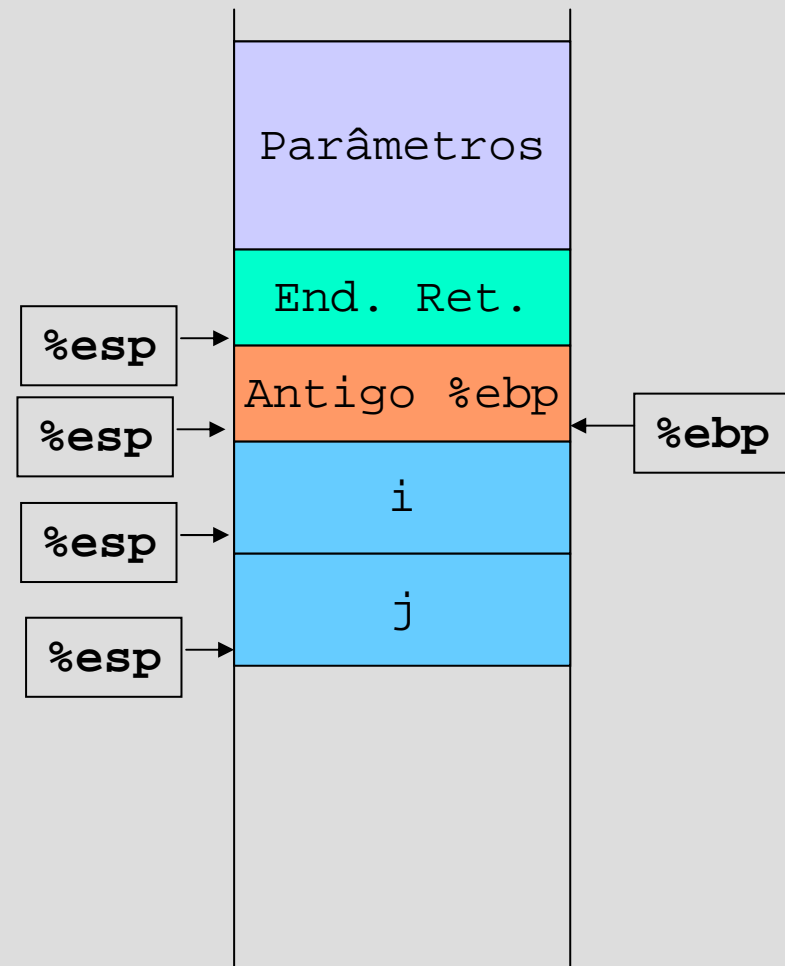 Parâmetros
End. Ret.
%esp
Antigo %ebp
%esp
%ebp
i
%esp
j
%esp